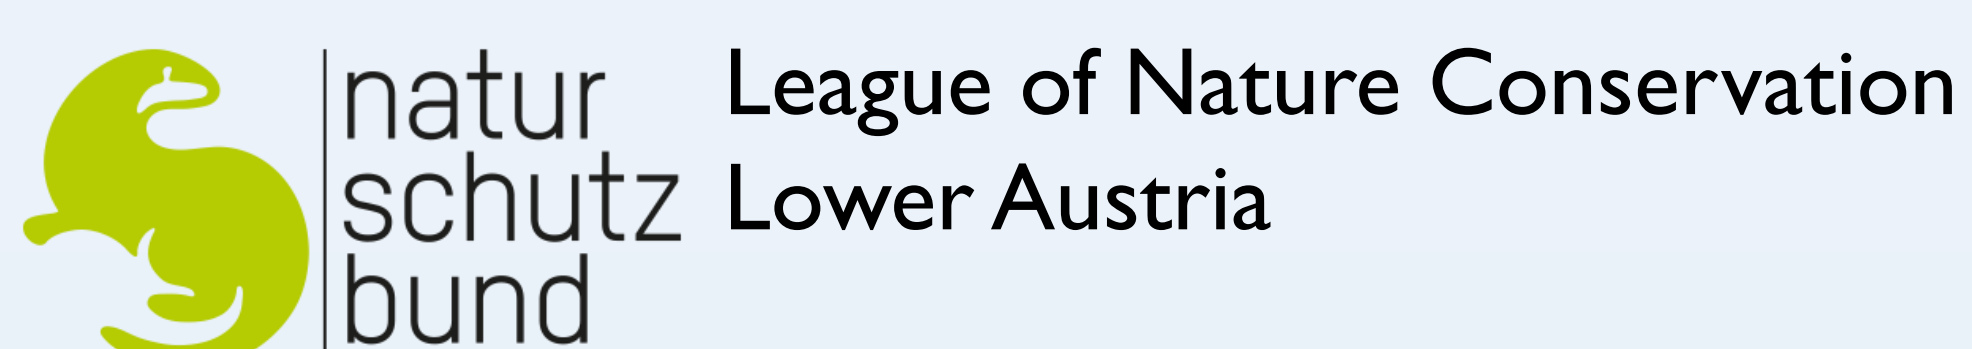 natur
schutz
bund
League of Nature Conservation
Lower Austria